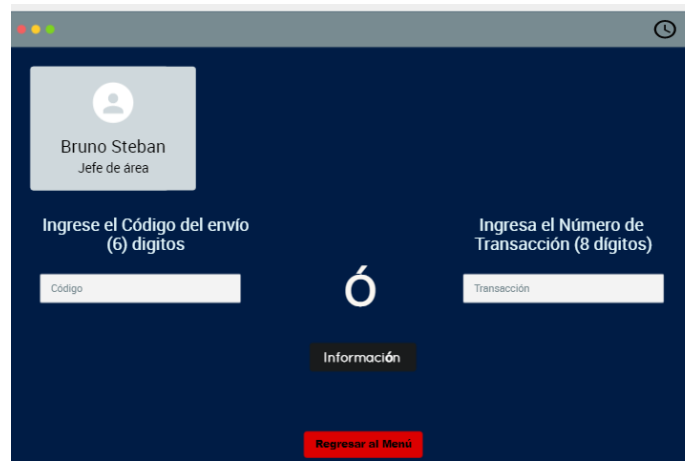 Bruno Steban
Jefe de área
Ingrese el Código del envío
(6) digitos
Código
Ó
Ingresa el Número de
Transacción (8 dígitos)
Transacción
Información
Regresar al Menú